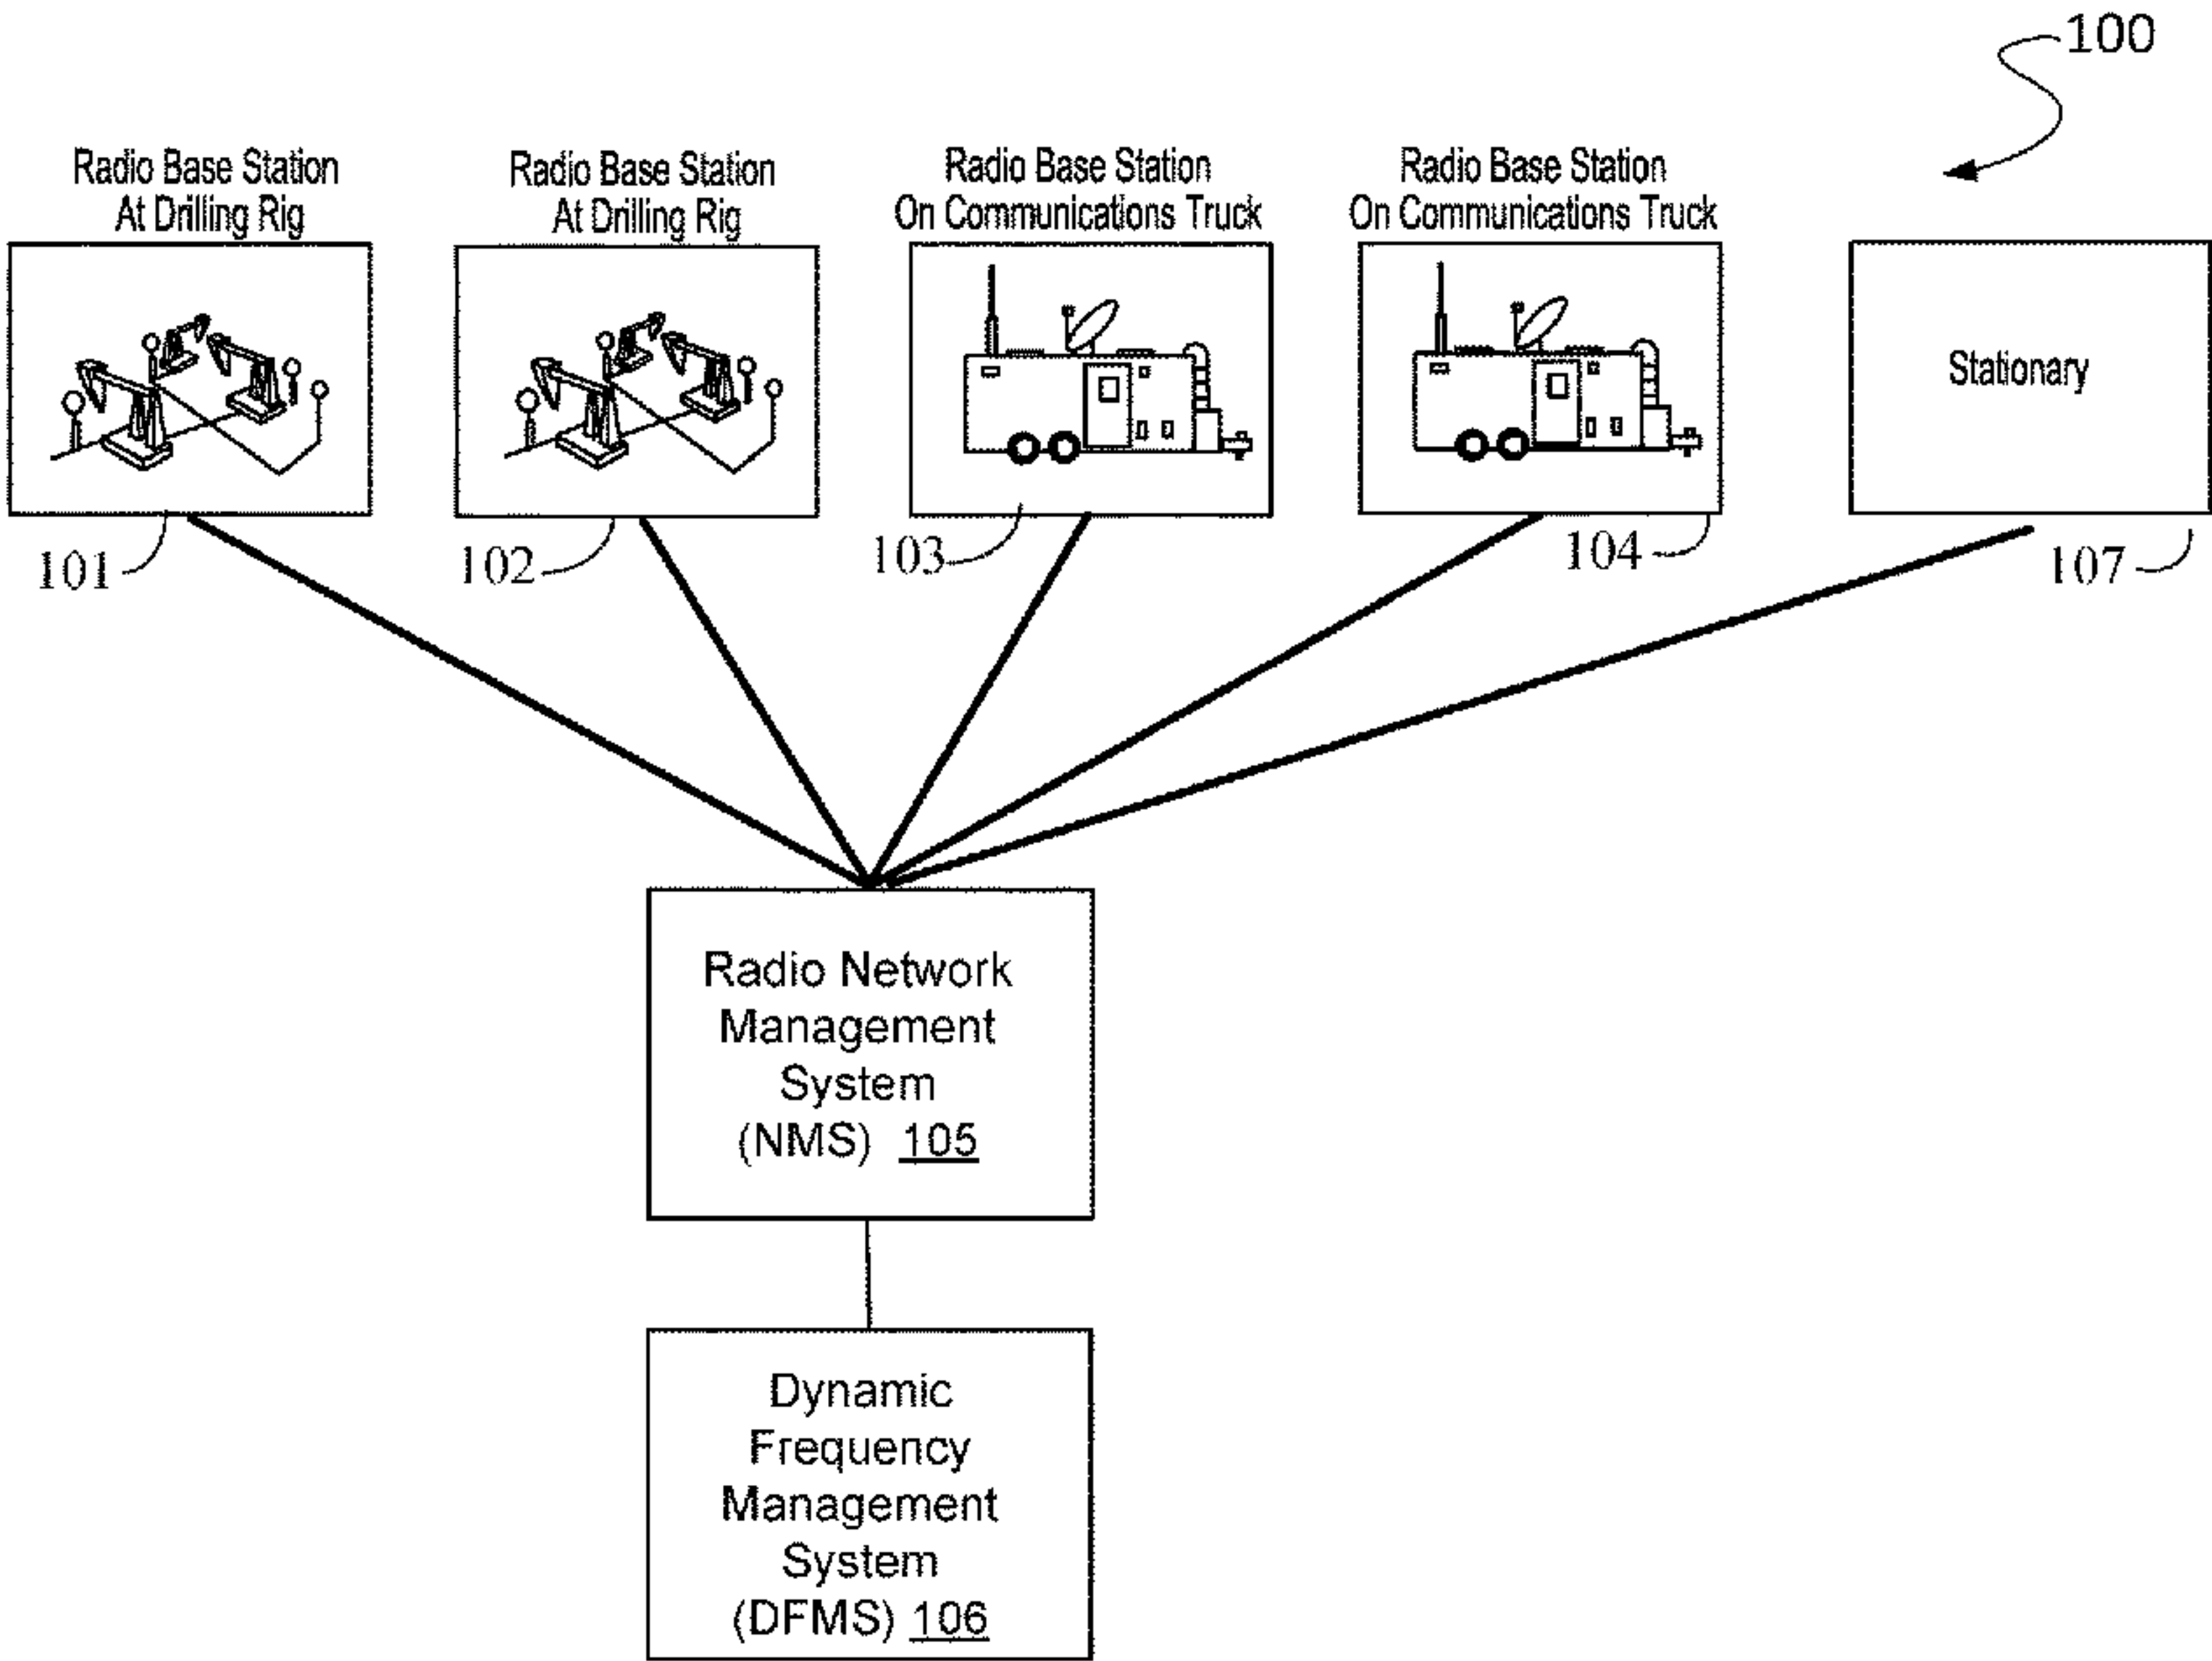 100
Radio Base Station
At Drilling Rig
Radio Base Station
At Drilling Rig
Radio Base Station
On Communications Truck
Radio Base Station
On Communications Truck
Stationary
101
102
103
104
107
Radio Network
Management
System
(NMS) 105
Dynamic
Frequency
Management
System
(DFMS) 106